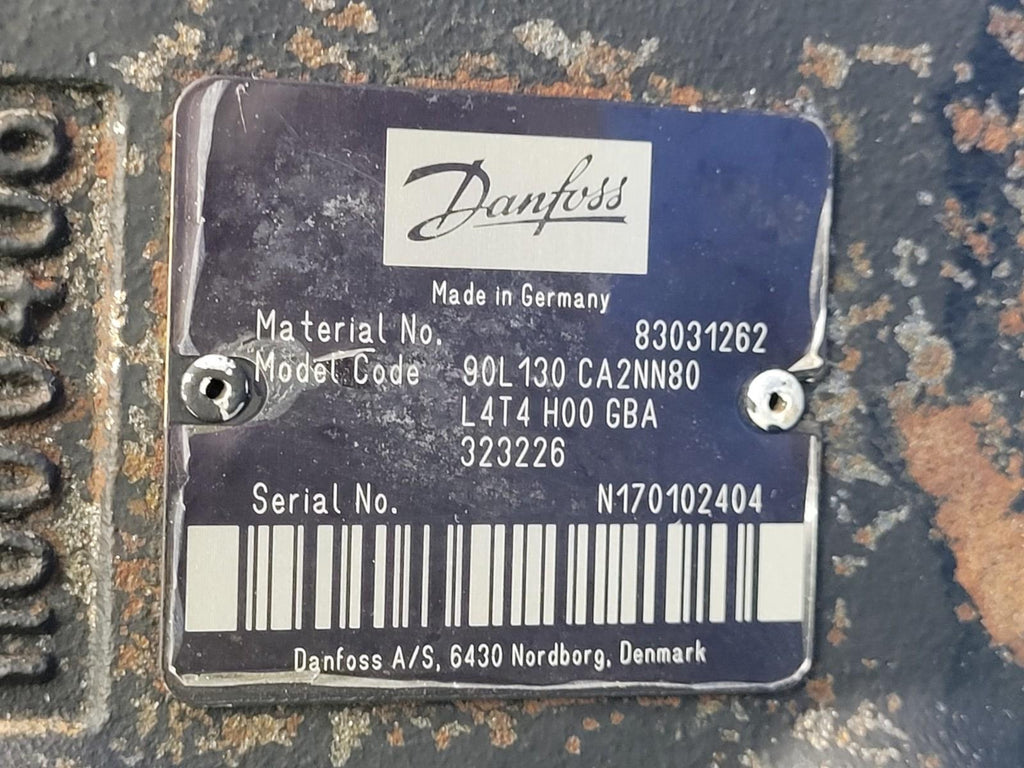 Danfoss
Made in Germany
Material No. 83031262
Model Code 90L130 CA2NN80
L4T4 H00 GBA
323226
Serial No. N170102404
Danfoss A/S, 6430 Nordborg, Denmark